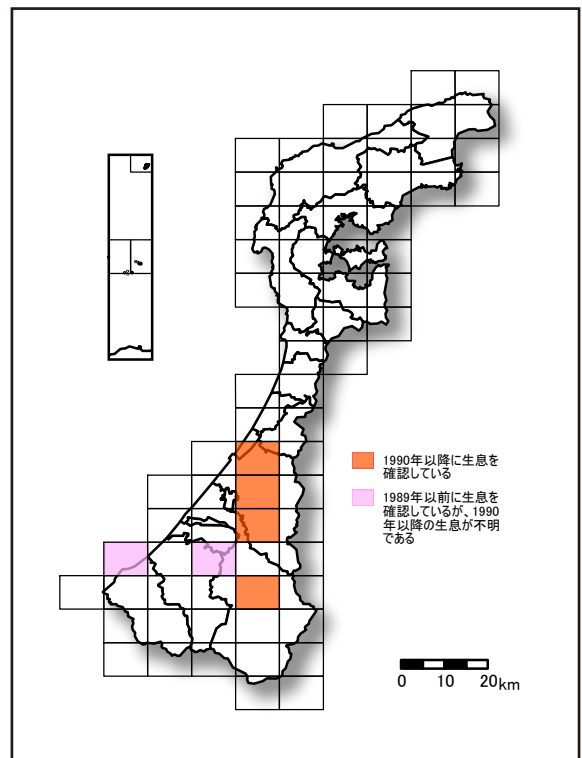 1990年以降に生息を
確認している
1989年以前に生息を
確認しているが、1990
年以降の生息が不明
である
0 10 20km